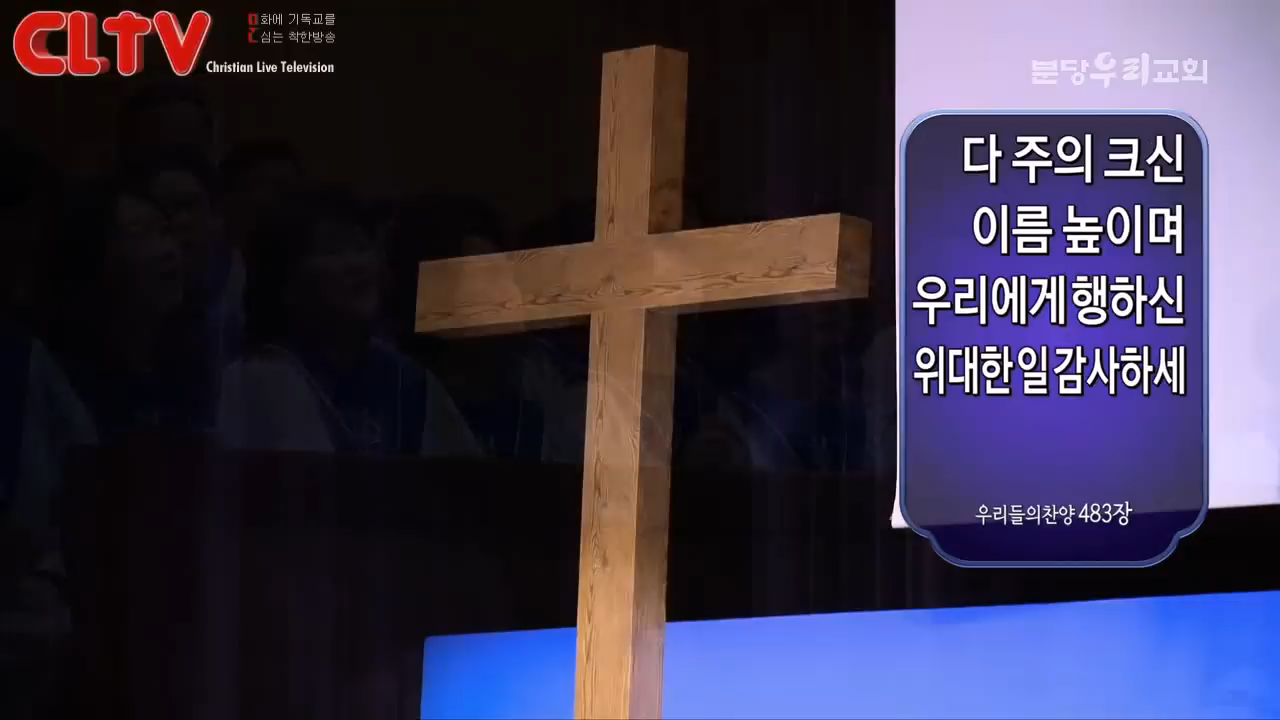 CLTV
문화에 기독교를
심는 착한방송
Christian Live Television
분당우리교회
다 주의 크신
이름 높이며
우리에게 행하신
위대한 일 감사하세
우리들의찬양 483장